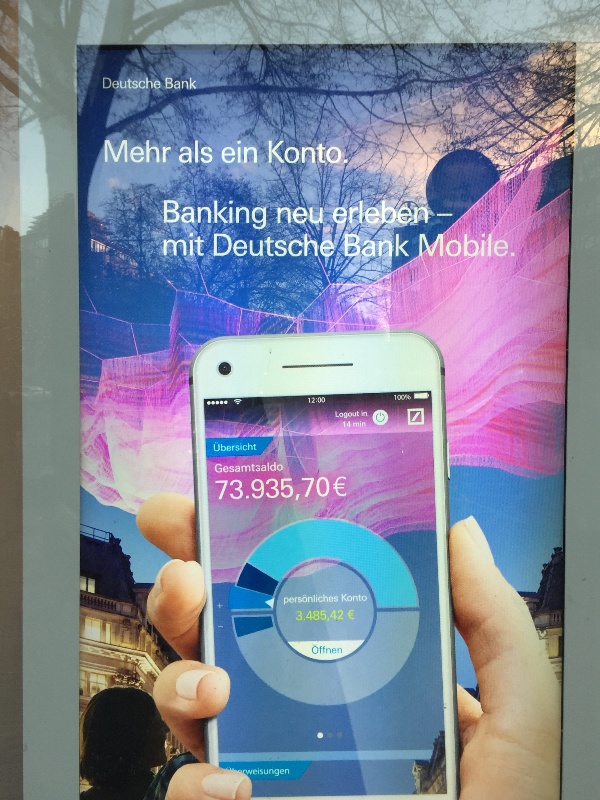 Deutsche Bank
Mehr als ein Konto.
Banking neu erleben –
mit Deutsche Bank Mobile.
12:00
100%
Logout in
14 min
Übersicht
Gesamtsaldo
73.935,70 €
persönliches Konto
3.485,42 €
+
–
Öffnen
Überweisungen